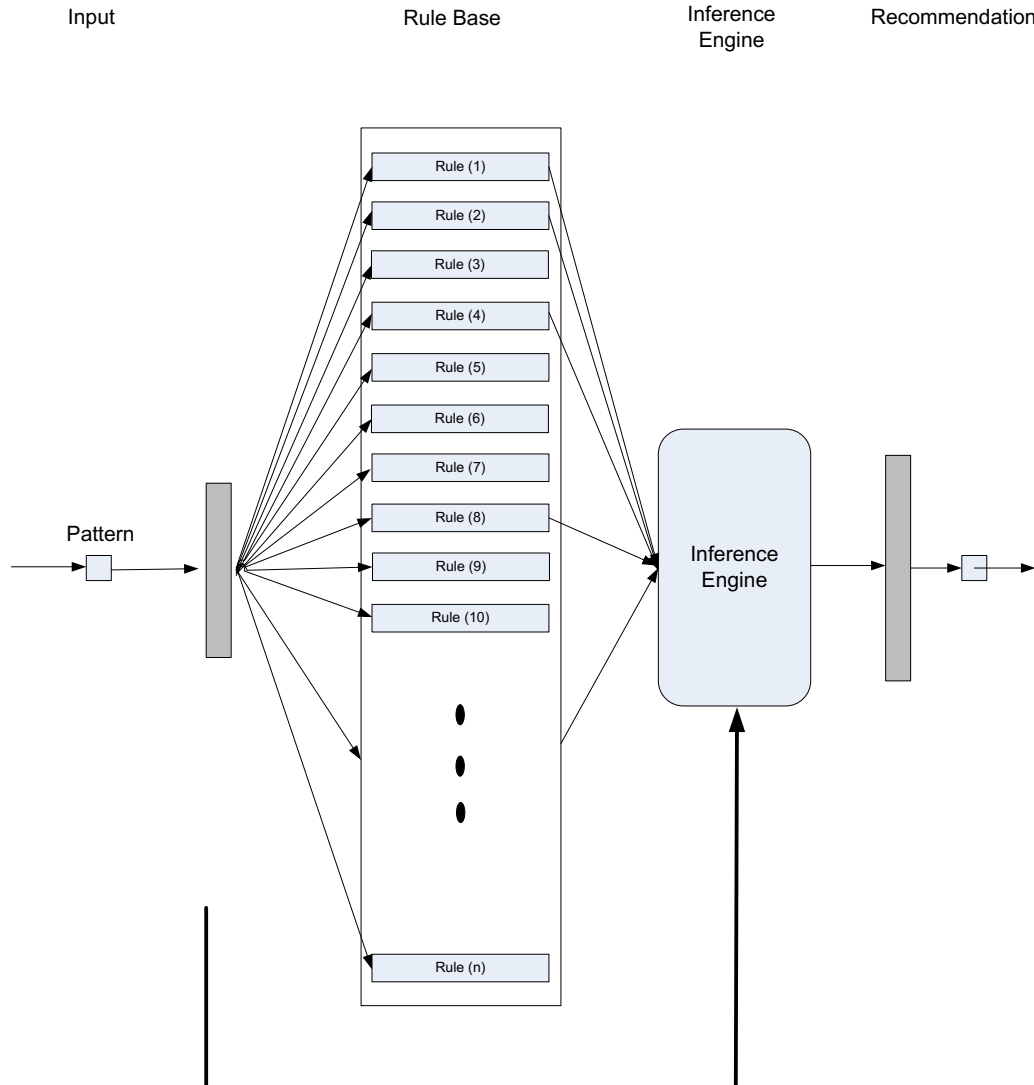 Input
Rule Base
Inference
Engine
Recommendation
Rule (1)
Rule (2)
Rule (3)
Rule (4)
Rule (5)
Rule (6)
Rule (7)
Pattern
Rule (8)
Rule (9)
Rule (10)
Inference
Engine
Rule (n)